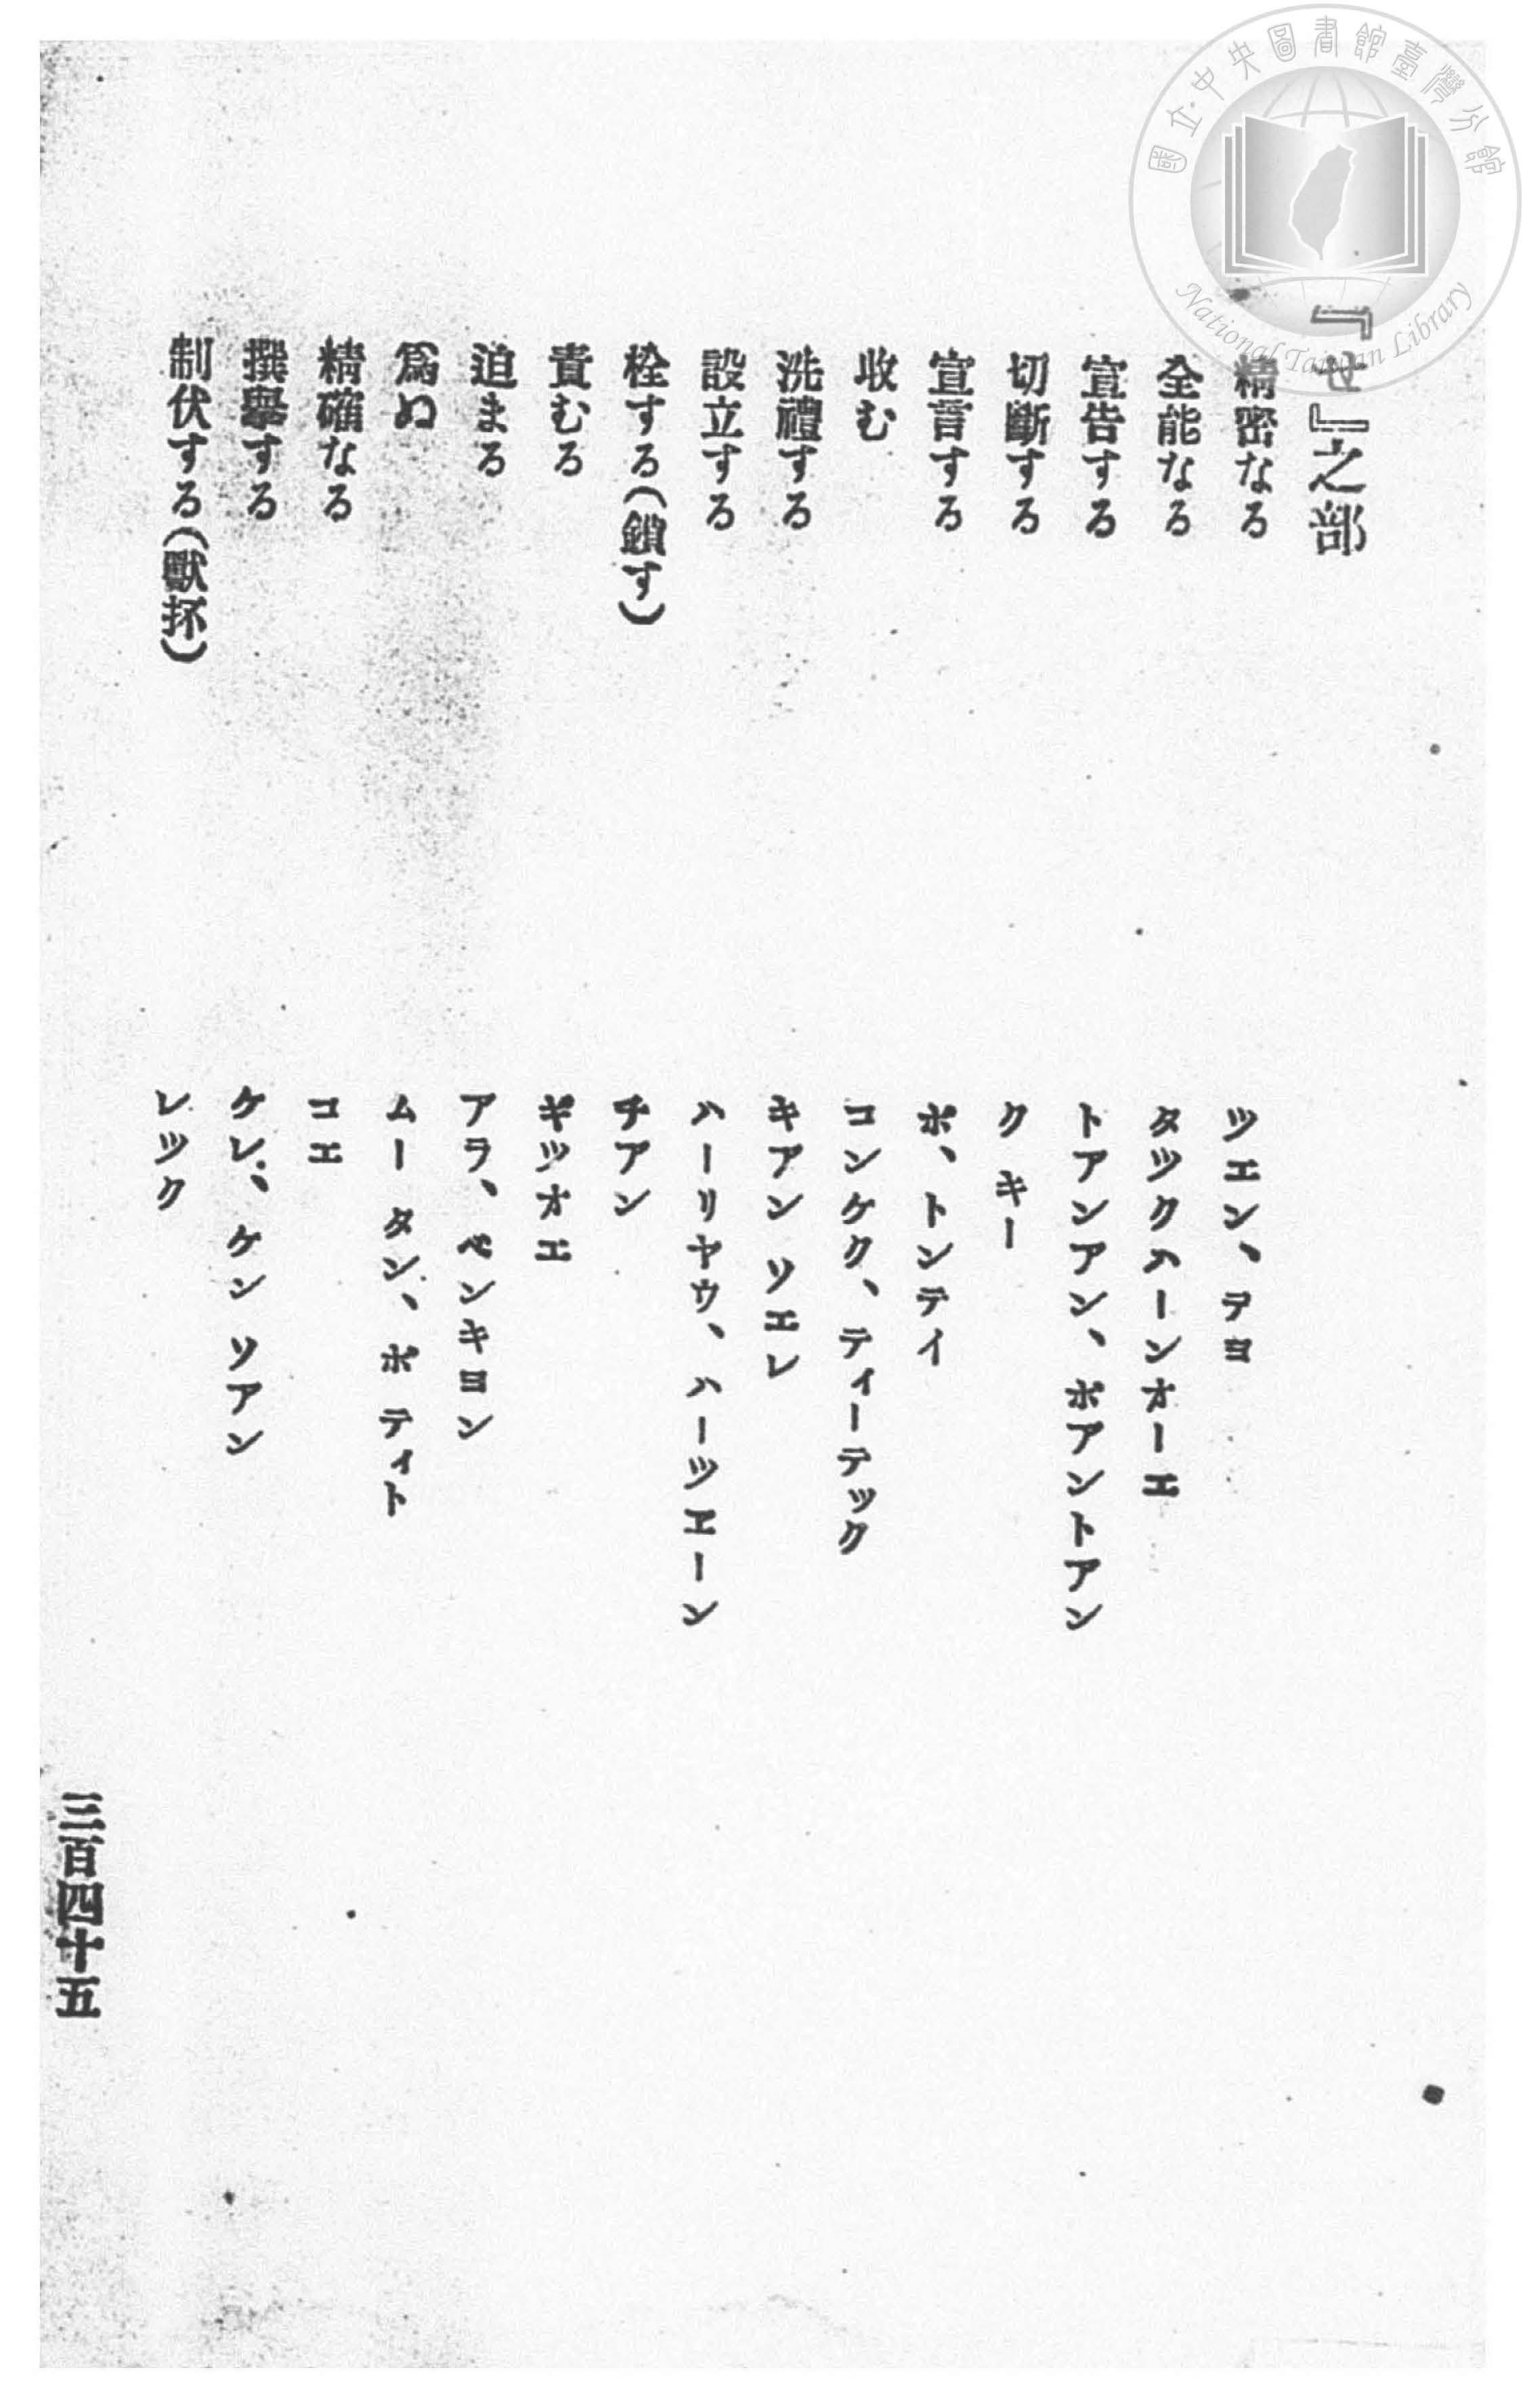 國立中央圖書館臺灣分館
National Taiwan Library
『せ』之部
精密なる　ツエン、デヨ
全能なる　タツクハーンオーエ
宣告する　トアンアン、ポアントアン
切斷する　ク キー
宣言する　ポ、トンテイ
收む　コンケク、ティーテック
洗禮する　キアン ソエレ
設立する　ハーリヤウ、ハーツエーン
栓する(鎖す)　チアン
責むる　ギツオエ
迫まる　アラ、ペンキヨン
爲ぬ　ムー タン、ポ ティト
精確なる　コエ
撰擧する　ケレ、ケン ソアン
制伏する(獸抔)　レツク
三百四十五